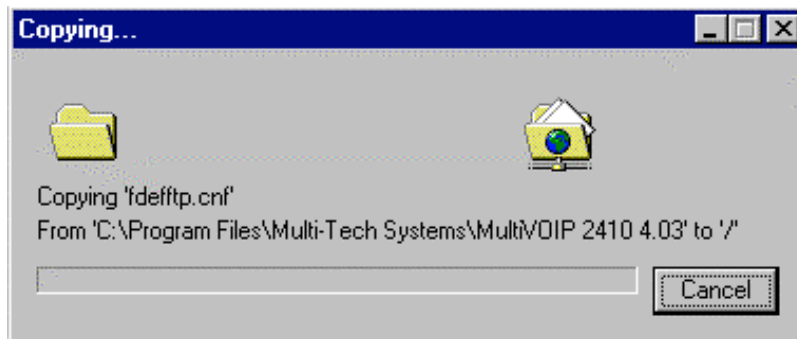 Copying...
Copying 'fdefftp.cnf'
From 'C:\Program Files\Multi-Tech Systems\MultiVOIP 2410 4.03' to '/'
Cancel